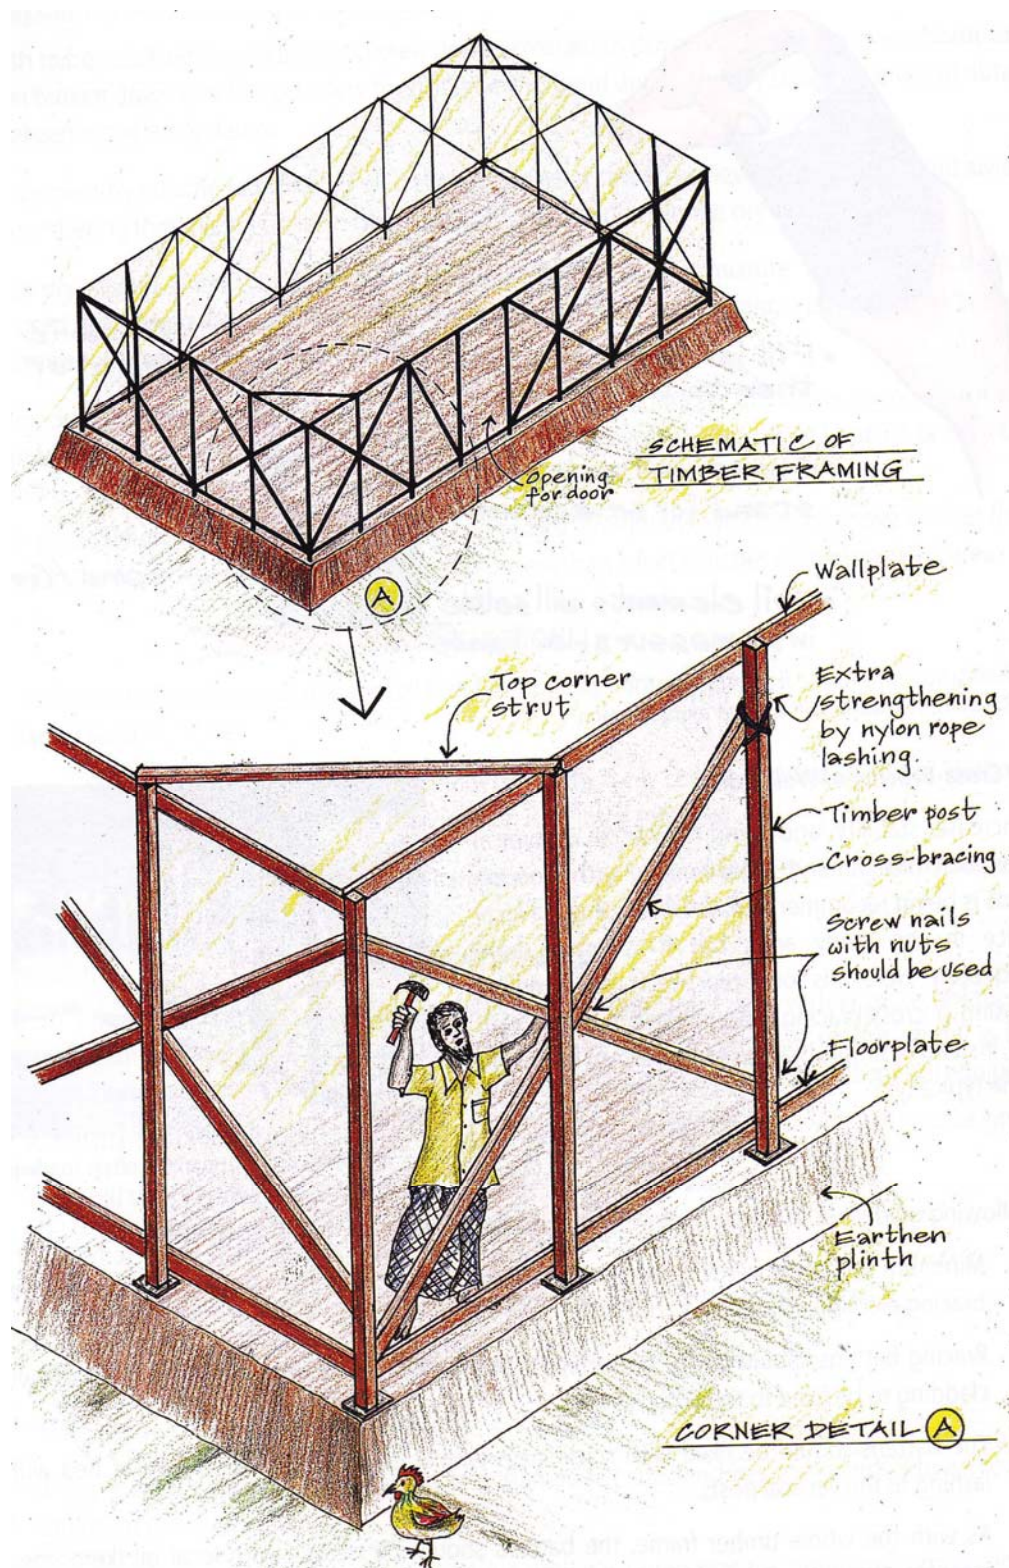 SCHEMATIC OF
TIMBER FRAMING
Opening
for door
A
Wallplate
Top corner
strut
Extra
strengthening
by nylon rope
lashing.
Timber post
Cross-bracing
Screw nails
with nuts
should be used
Floorplate
Earthen
plinth
CORNER DETAIL A